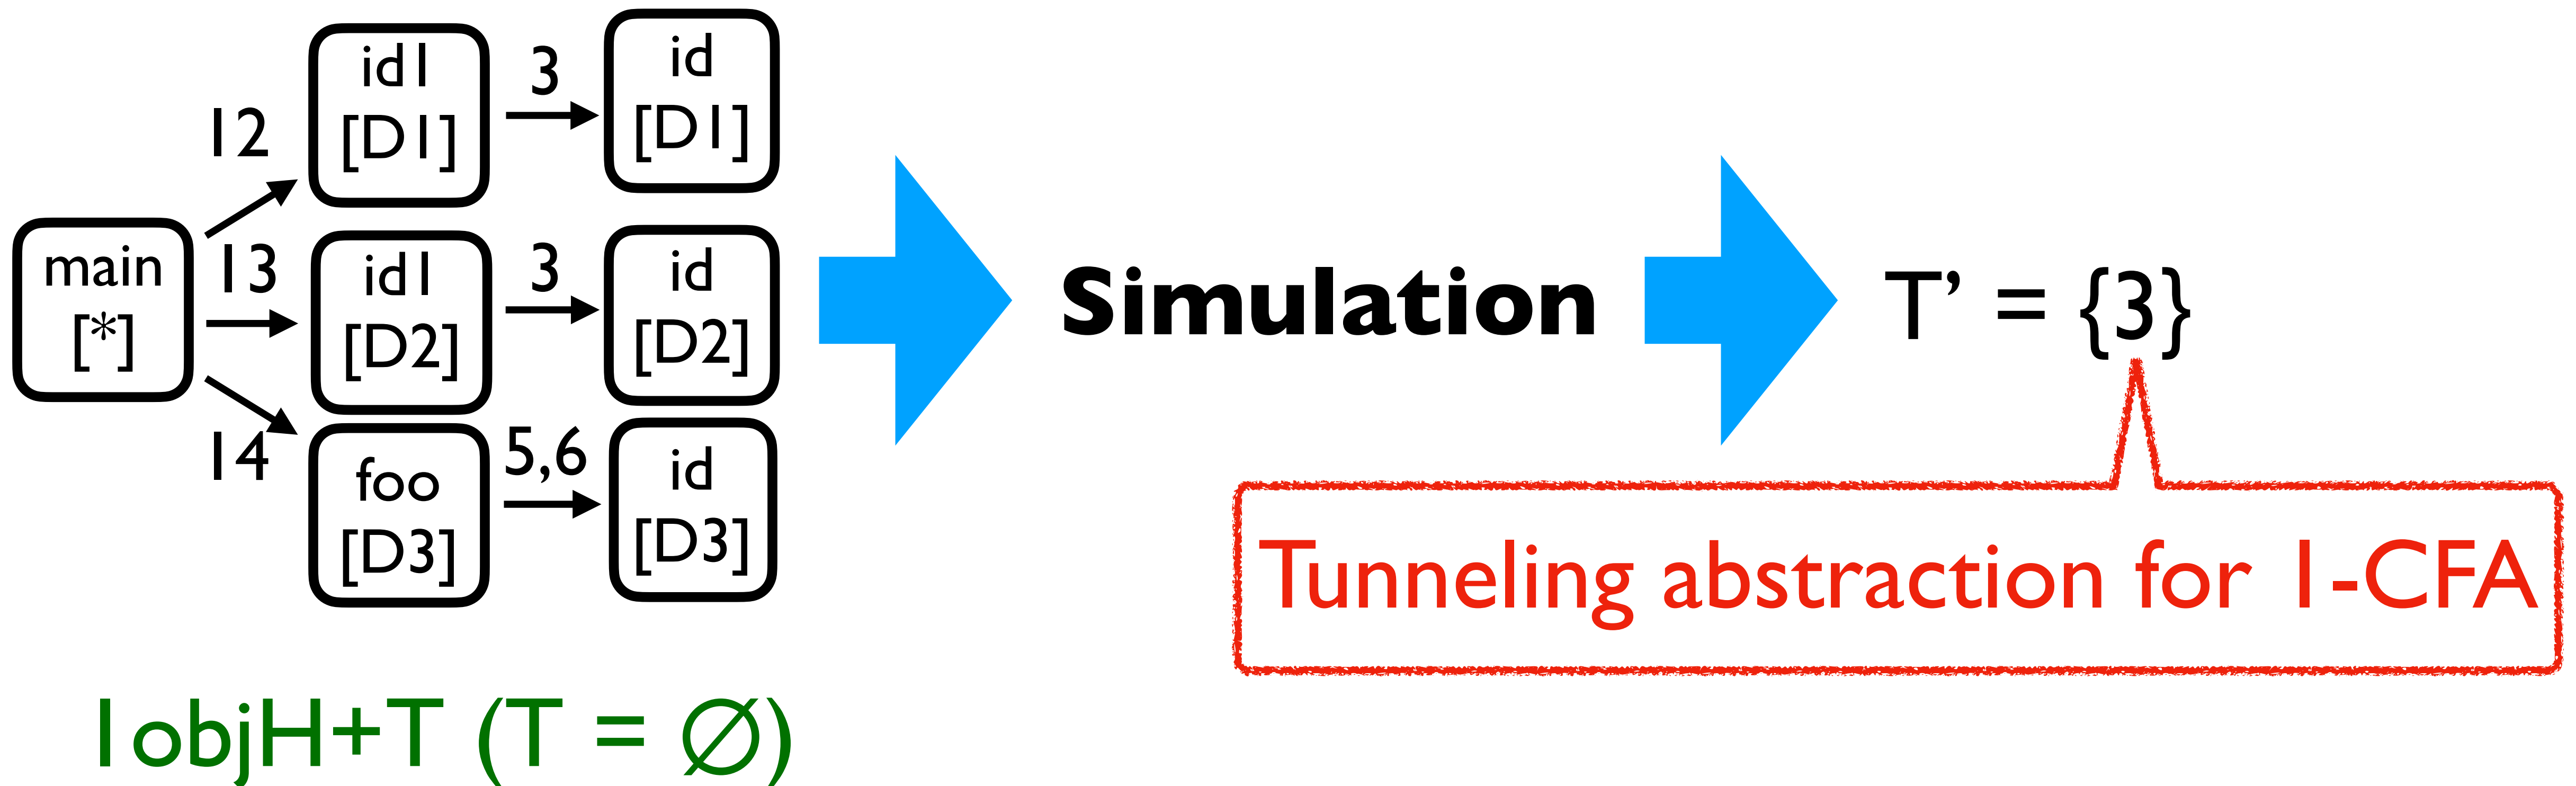 id1
[D1]
3
id
[D1]
12
main
[*]
13
id1
[D2]
3
id
[D2]
14
foo
[D3]
5,6
id
[D3]
Simulation
T’ = {3}
Tunneling abstraction for 1-CFA
1objH+T (T = ∅)